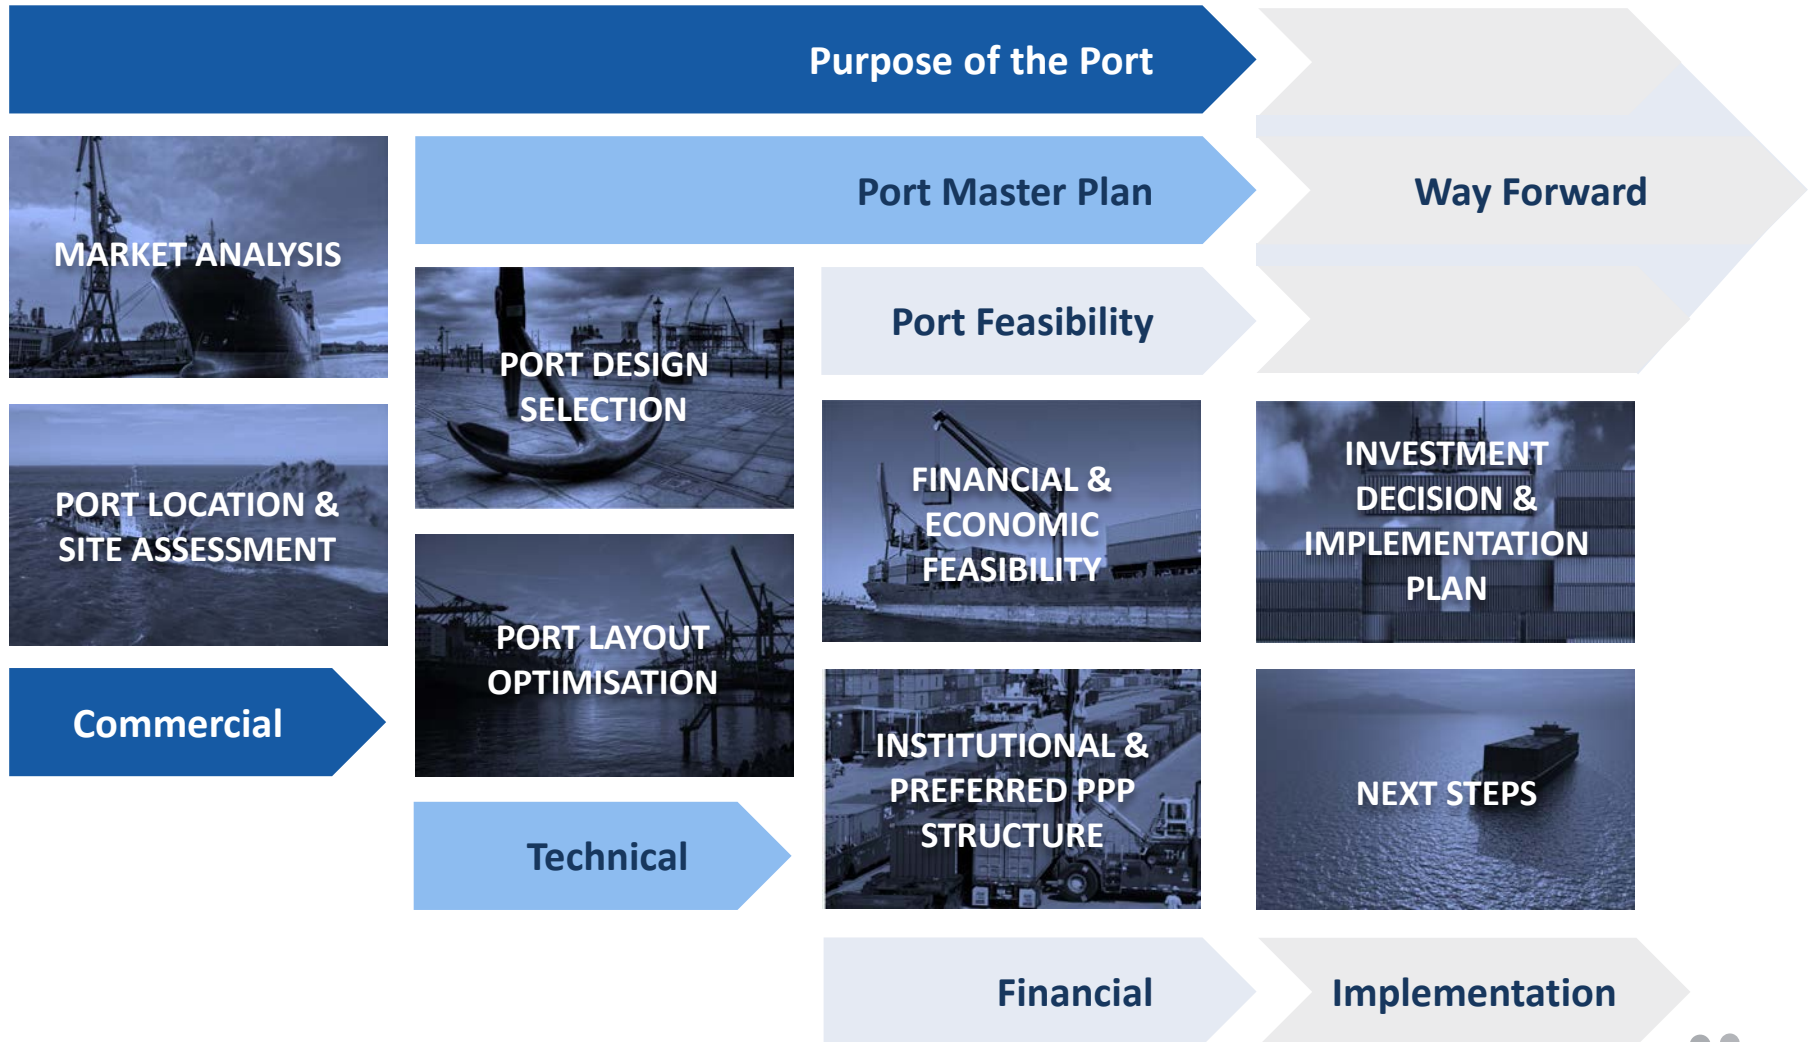 Purpose of the Port
Port Master Plan
Way Forward
MARKET ANALYSIS
Port Feasibility
PORT DESIGN
SELECTION
PORT LOCATION &
SITE ASSESSMENT
FINANCIAL &
ECONOMIC
FEASIBILITY
INVESTMENT
DECISION &
IMPLEMENTATION
PLAN
PORT LAYOUT
OPTIMISATION
Commercial
INSTITUTIONAL &
PREFERRED PPP
STRUCTURE
NEXT STEPS
Technical
Financial
Implementation